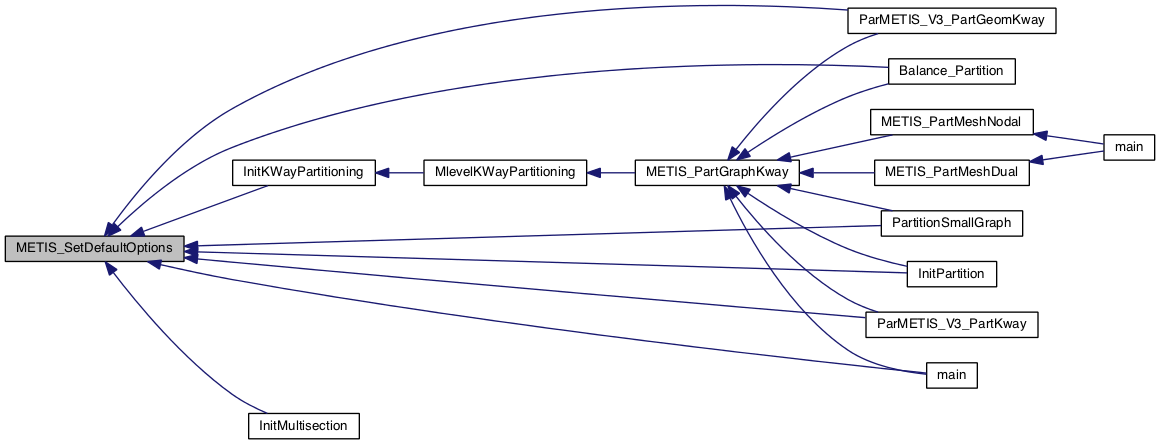 ParMETIS_V3_PartGeomKway
Balance_Partition
METIS_PartMeshNodal
main
InitKWayPartitioning
MlevelKWayPartitioning
METIS_PartGraphKway
METIS_PartMeshDual
PartitionSmallGraph
METIS_SetDefaultOptions
InitPartition
ParMETIS_V3_PartKway
main
InitMultisection